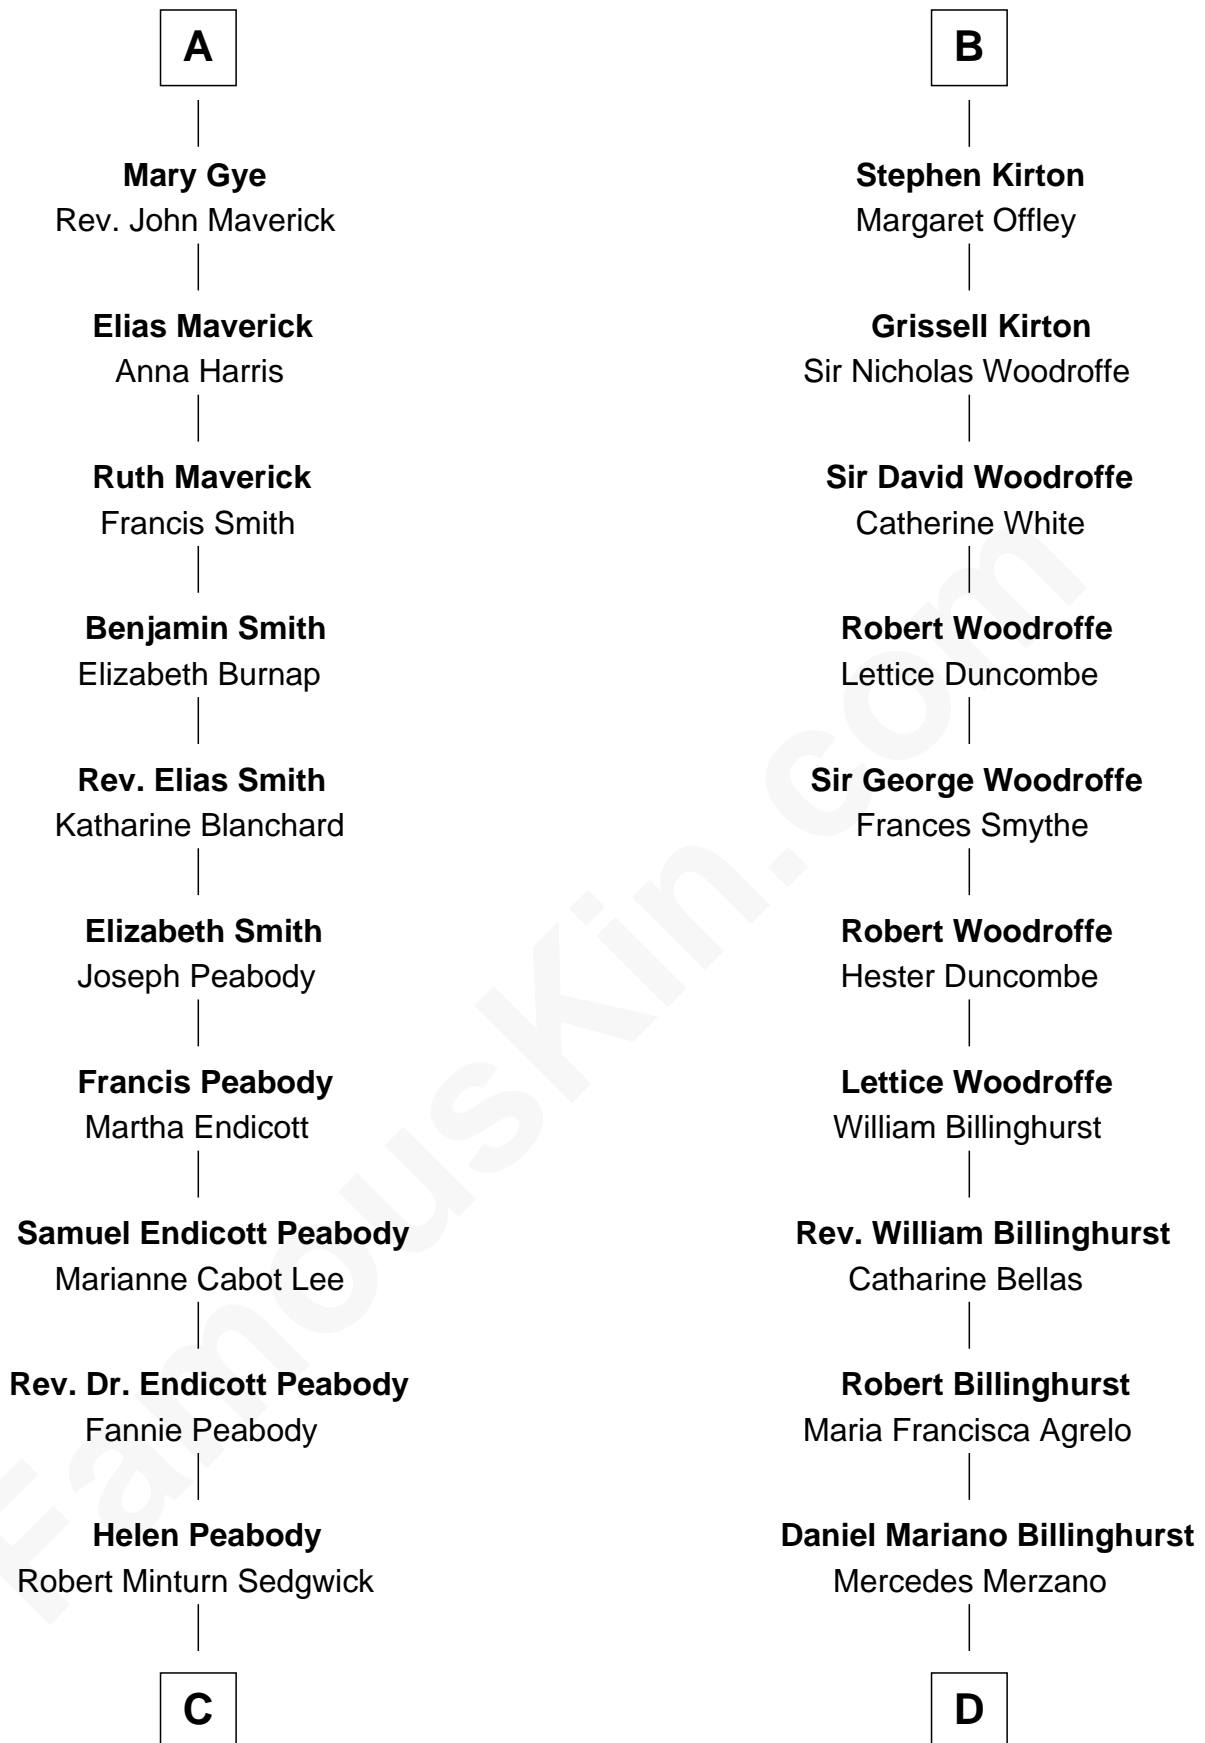 A
Mary Gye
Rev. John Maverick
Elias Maverick
Anna Harris
Ruth Maverick
Francis Smith
Benjamin Smith
Elizabeth Burnap
Rev. Elias Smith
Katharine Blanchard
Elizabeth Smith
Joseph Peabody
Francis Peabody
Martha Endicott
Samuel Endicott Peabody
Marianne Cabot Lee
Rev. Dr. Endicott Peabody
Fannie Peabody
Helen Peabody
Robert Minturn Sedgwick
C
B
Stephen Kirton
Margaret Offley
Grissell Kirton
Sir Nicholas Woodroffe
Sir David Woodroffe
Catherine White
Robert Woodroffe
Lettice Duncombe
Sir George Woodroffe
Frances Smythe
Robert Woodroffe
Hester Duncombe
Lettice Woodroffe
William Billinghurst
Rev. William Billinghurst
Catharine Bellas
Robert Billinghurst
Maria Francisca Agrelo
Daniel Mariano Billinghurst
Mercedes Merzano
D
FamousKin.com